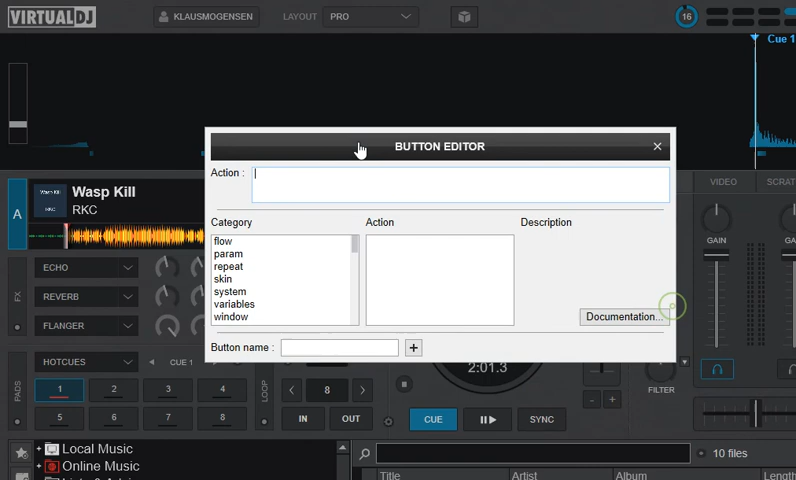 VIRTUALDJ
KLAUSMOGENSEN
LAYOUT PRO
16
Cue 1
BUTTON EDITOR
Action :
Category Action Description
flow
param
repeat
skin
system
variables
window
Documentation...
Button name : +
A
Wasp Kill
RKC
VIDEO
GAIN
FX
ECHO
REVERB
FLANGER
FILTER
PADS
HOTCUES
CUE 1
1 2 3 4
5 6 7 8
LOOP
8
IN OUT
2:01.3
- +
CUE SYNC
Local Music
Online Music
10 files
Title Artist Album